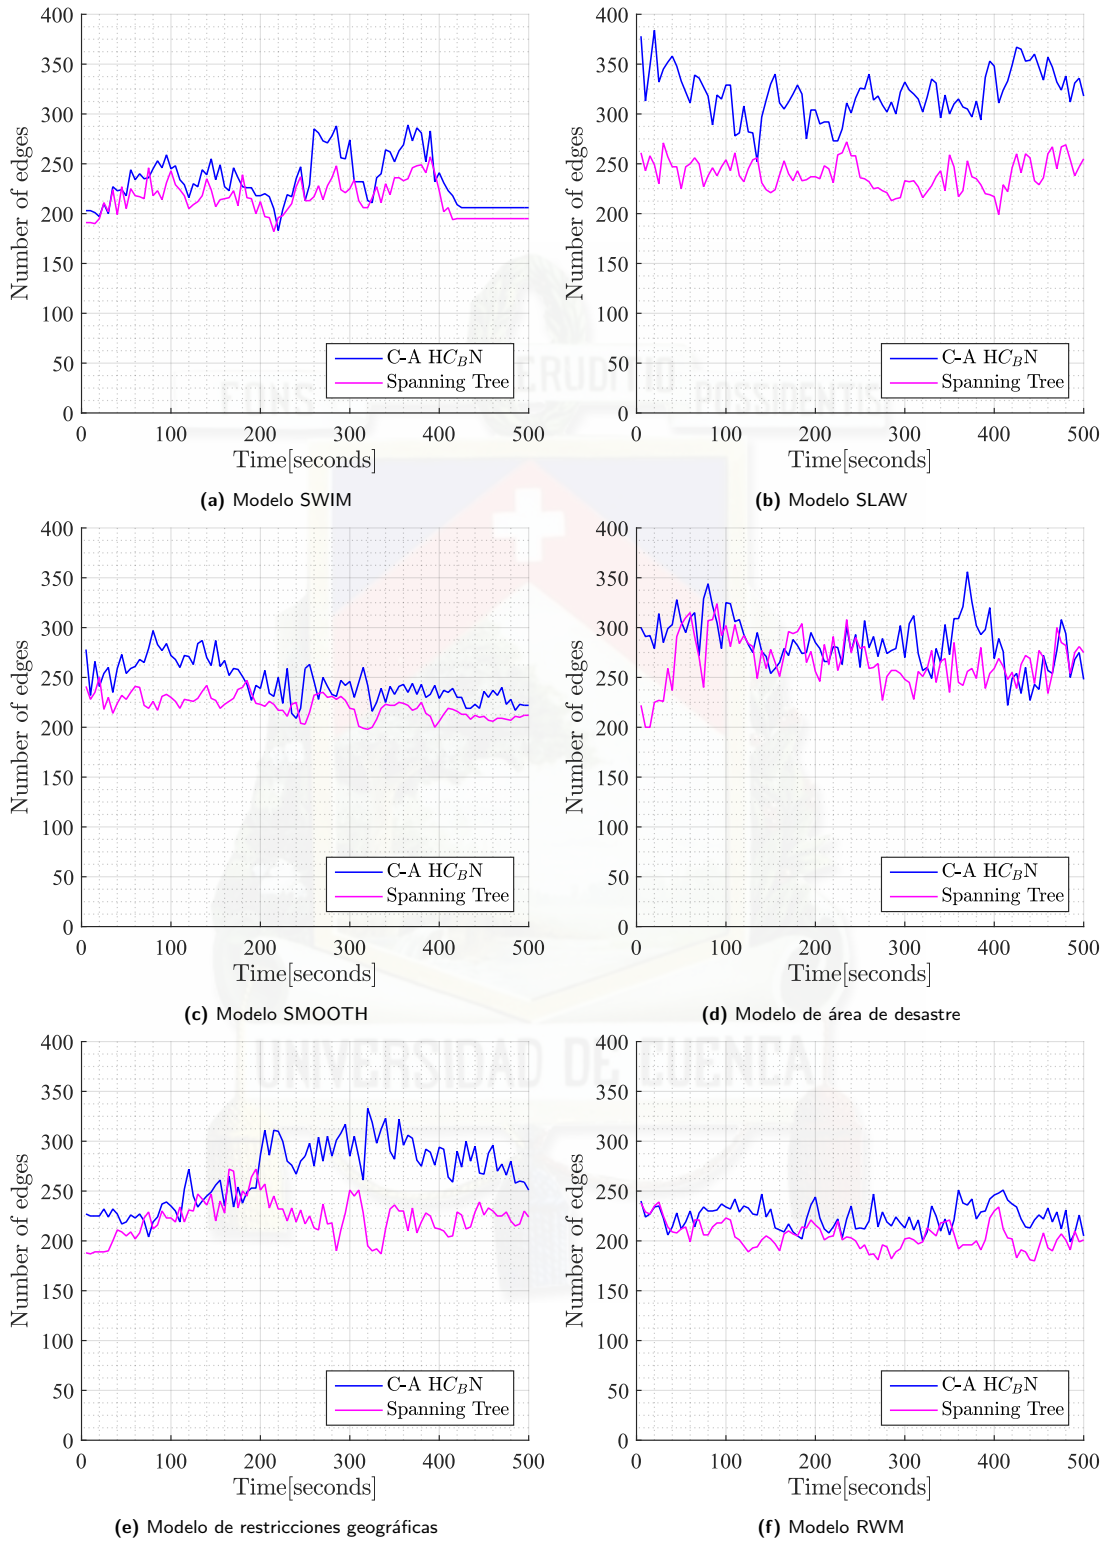 400
350
300
250
200
150
100
50
0
0 100 200 300 400 500
Number of edges
Time[seconds]
C-A HC_BN
Spanning Tree
(a) Modelo SWIM
400
350
300
250
200
150
100
50
0
0 100 200 300 400 500
Number of edges
Time[seconds]
C-A HC_BN
Spanning Tree
(b) Modelo SLAW
FONS
ERUDITIO
POSSIDENTIS
400
350
300
250
200
150
100
50
0
0 100 200 300 400 500
Number of edges
Time[seconds]
C-A HC_BN
Spanning Tree
(c) Modelo SMOOTH
400
350
300
250
200
150
100
50
0
0 100 200 300 400 500
Number of edges
Time[seconds]
C-A HC_BN
Spanning Tree
(d) Modelo de área de desastre
UNIVERSIDAD DE CUENCA
400
350
300
250
200
150
100
50
0
0 100 200 300 400 500
Number of edges
Time[seconds]
C-A HC_BN
Spanning Tree
(e) Modelo de restricciones geográficas
400
350
300
250
200
150
100
50
0
0 100 200 300 400 500
Number of edges
Time[seconds]
C-A HC_BN
Spanning Tree
(f) Modelo RWM